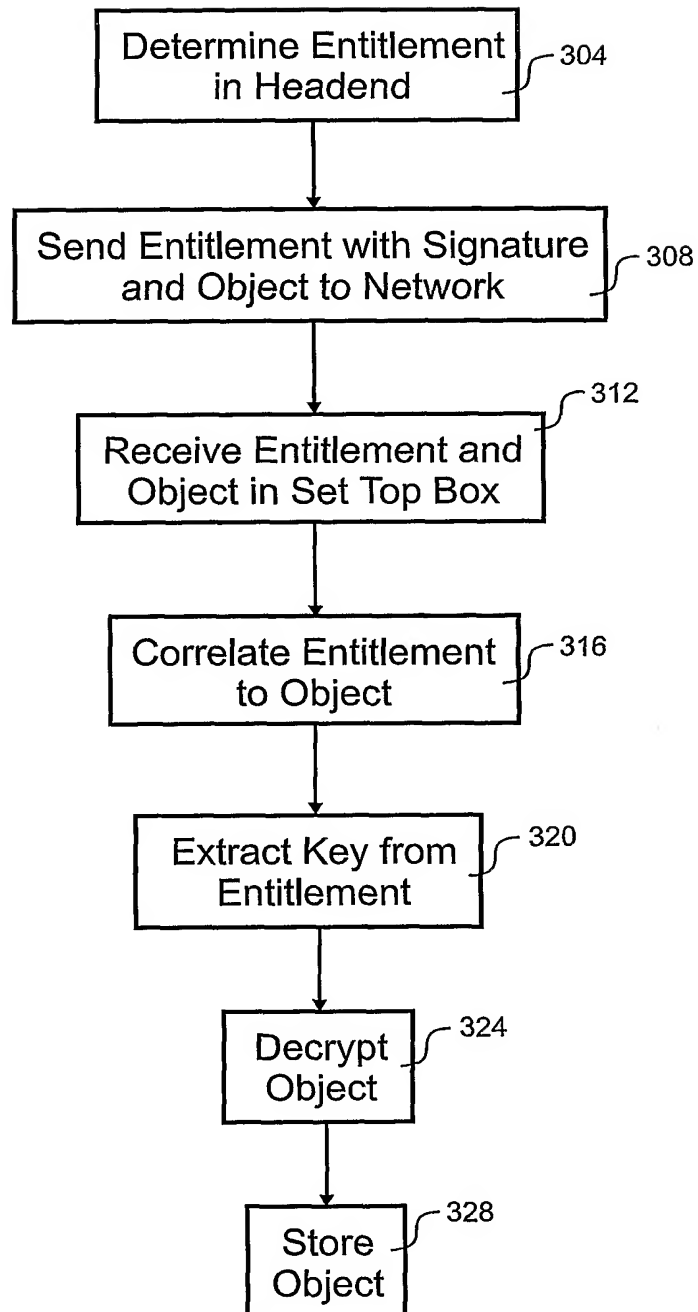 Determine Entitlement
in Headend
304
Send Entitlement with Signature
and Object to Network
308
312
Receive Entitlement and
Object in Set Top Box
Correlate Entitlement
to Object
316
Extract Key from
Entitlement
320
Decrypt
Object
324
Store
Object
328